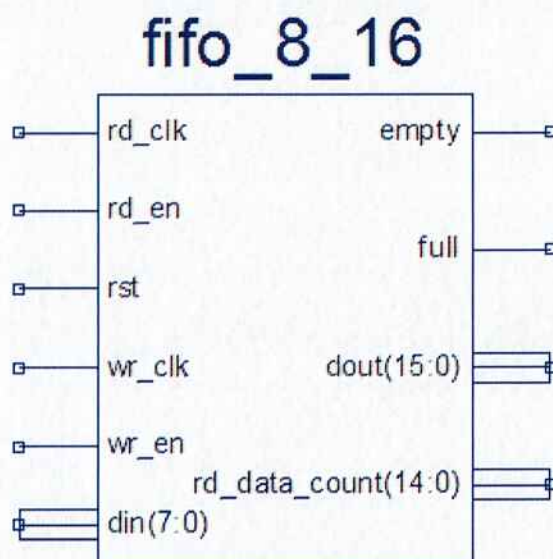 fifo_8_16
rd_clk
empty
rd_en
full
rst
wr_clk
dout(15:0)
wr_en
rd_data_count(14:0)
din(7:0)